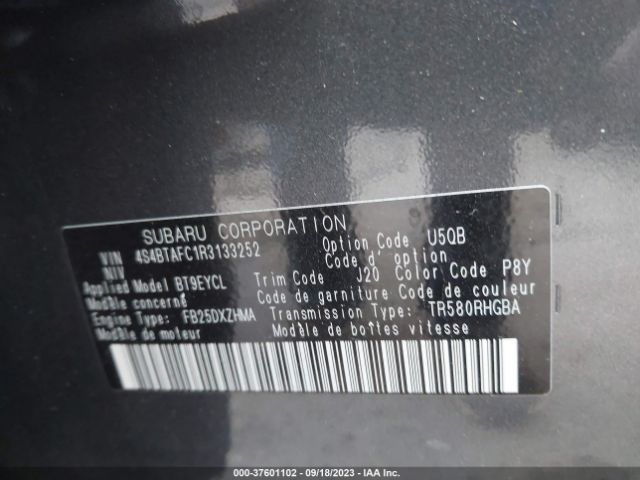 SUBARU CORPORATION
VIN 4S4BTAFC1R3133252 Option Code U5QB
NIV Code d' option
Applied Model BT9EYCL Trim Code J20 Color Code P8Y
Modèle concerné Code de garniture Code de couleur
Engine Type: FB25DXZHMA Transmission Type: TR580RHGBA
Modèle de moteur Modèle de boîtes vitesse
000-37601102 - 09/18/2023 - IAA Inc.